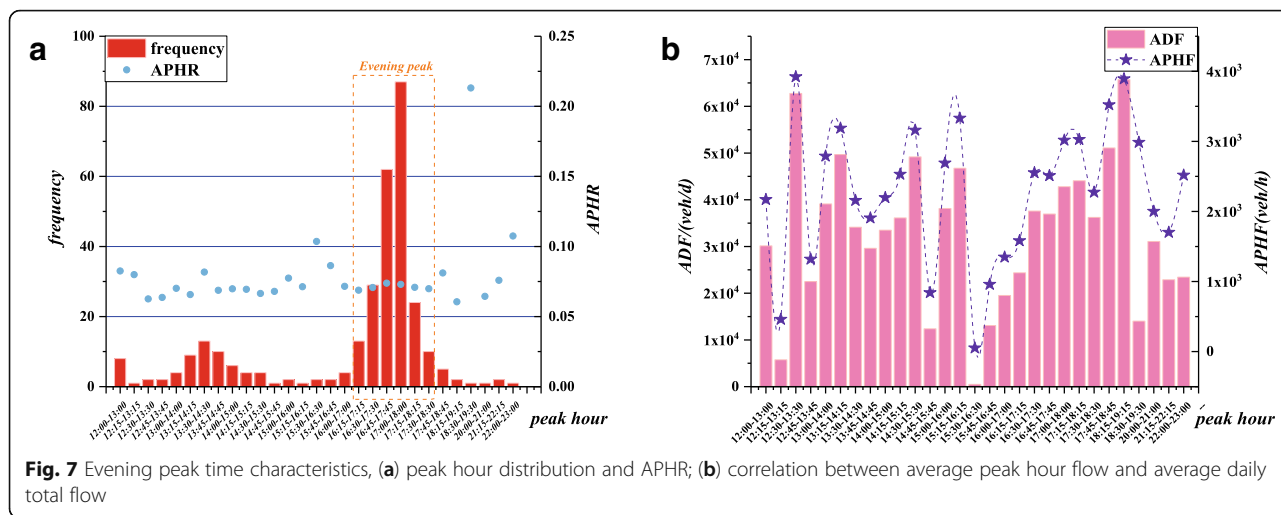 a
frequency
APHR
Evening peak
100
80
60
40
20
0
frequency
0.25
0.20
0.15
0.10
0.05
0.00
APHR
12:00-13:00
12:15-13:15
12:30-13:30
12:45-13:45
13:00-14:00
13:15-14:15
13:30-14:30
13:45-14:45
14:00-15:00
14:15-15:15
14:30-15:30
14:45-15:45
15:00-16:00
15:15-16:15
15:30-16:30
15:45-16:45
16:00-17:00
16:15-17:15
16:30-17:30
16:45-17:45
17:00-18:00
17:15-18:15
17:30-18:30
17:45-18:45
18:15-19:15
18:30-19:30
20:00-21:00
21:15-22:15
22:00-23:00
peak hour
b
ADF
APHF
7x10⁴
6x10⁴
5x10⁴
4x10⁴
3x10⁴
2x10⁴
1x10⁴
0
ADF/(veh/d)
4x10³
3x10³
2x10³
1x10³
0
APHF(veh/h)
12:00-13:00
12:15-13:15
12:30-13:30
12:45-13:45
13:00-14:00
13:15-14:15
13:30-14:30
13:45-14:45
14:00-15:00
14:15-15:15
14:30-15:30
14:45-15:45
15:00-16:00
15:15-16:15
15:30-16:30
15:45-16:45
16:00-17:00
16:15-17:15
16:30-17:30
16:45-17:45
17:00-18:00
17:15-18:15
17:30-18:30
17:45-18:45
18:15-19:15
18:30-19:30
20:00-21:00
21:15-22:15
22:00-23:00
peak hour
Fig. 7 Evening peak time characteristics, (a) peak hour distribution and APHR; (b) correlation between average peak hour flow and average daily
total flow